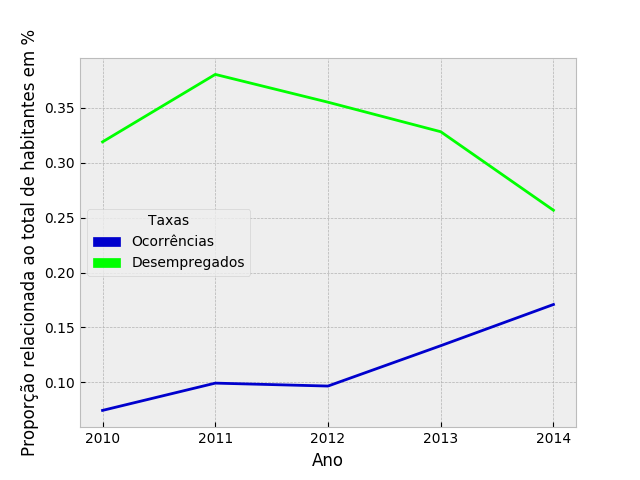 Proporção relacionada ao total de habitantes em %
0.35
0.30
0.25
0.20
0.15
0.10
Taxas
Ocorrências
Desempregados
2010 2011 2012 2013 2014
Ano